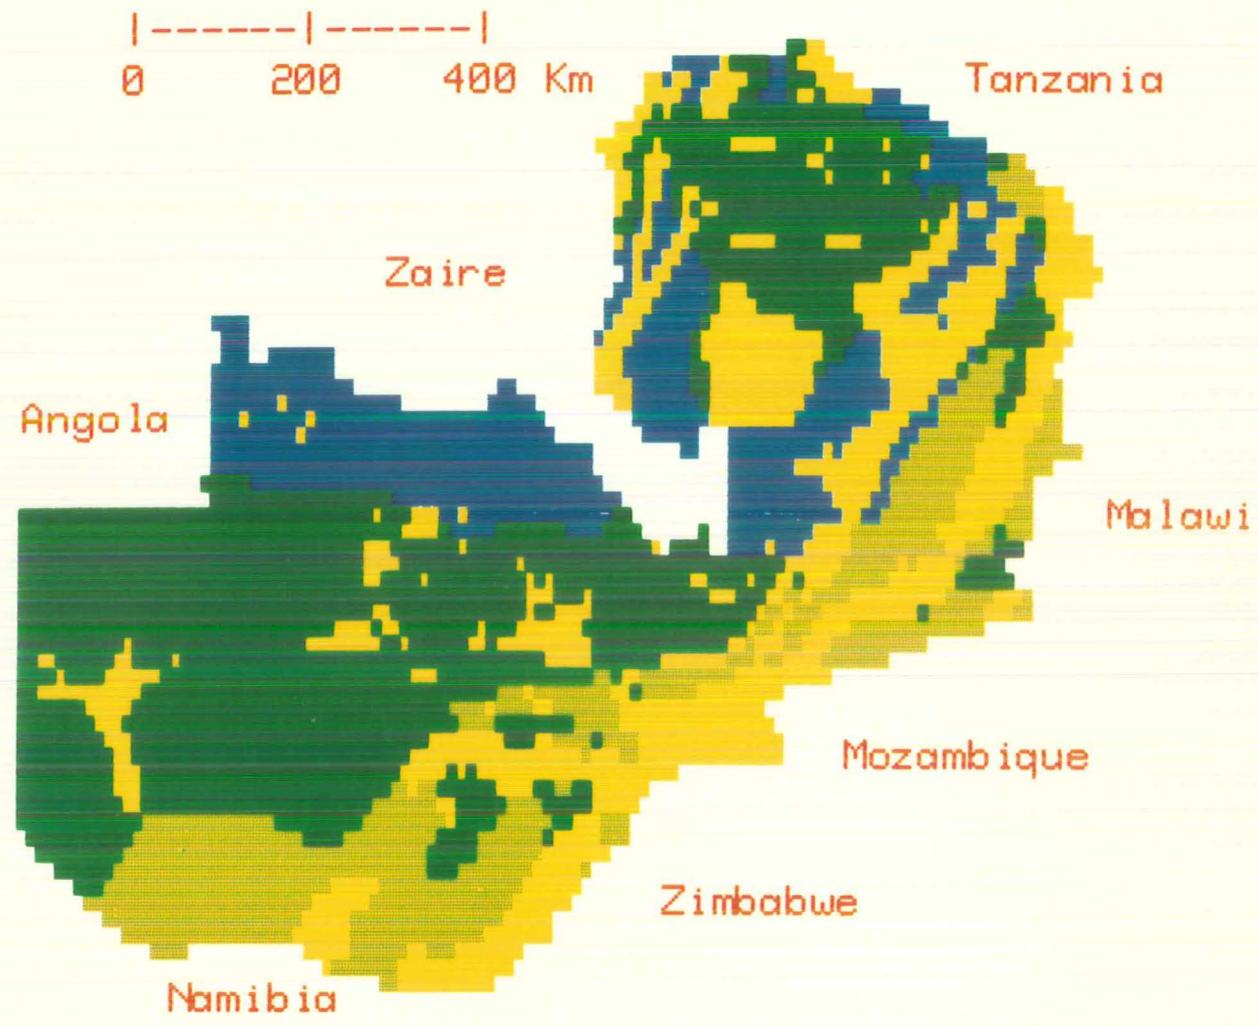 |------|------|
0 200 400 Km
Tanzania
Zaire
Angola
Malawi
Mozambique
Zimbabwe
Namibia